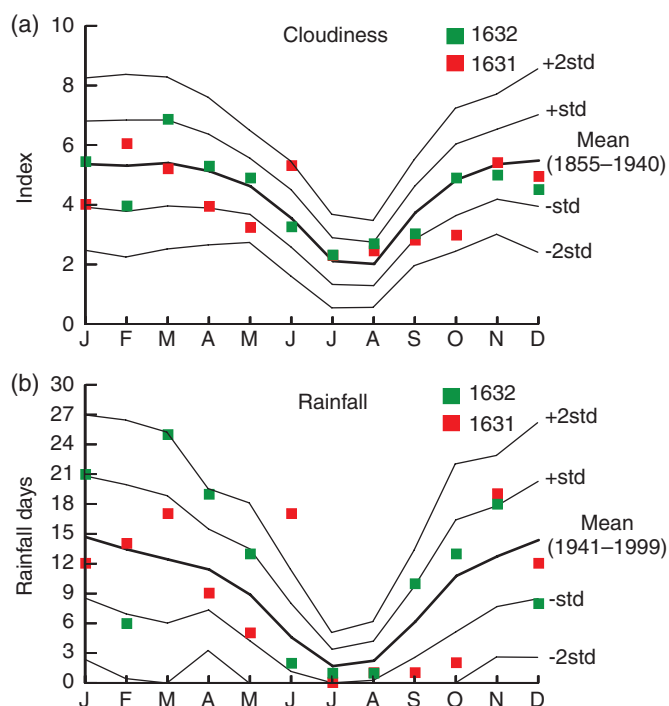 (a)
Cloudiness
1632
1631
10
8
6
4
2
0
Index
+2std
+std
Mean
(1855–1940)
-std
-2std
J F M A M J J A S O N D
(b)
Rainfall
1632
1631
30
27
24
21
18
15
12
9
6
3
0
Rainfall days
+2std
+std
Mean
(1941–1999)
-std
-2std
J F M A M J J A S O N D